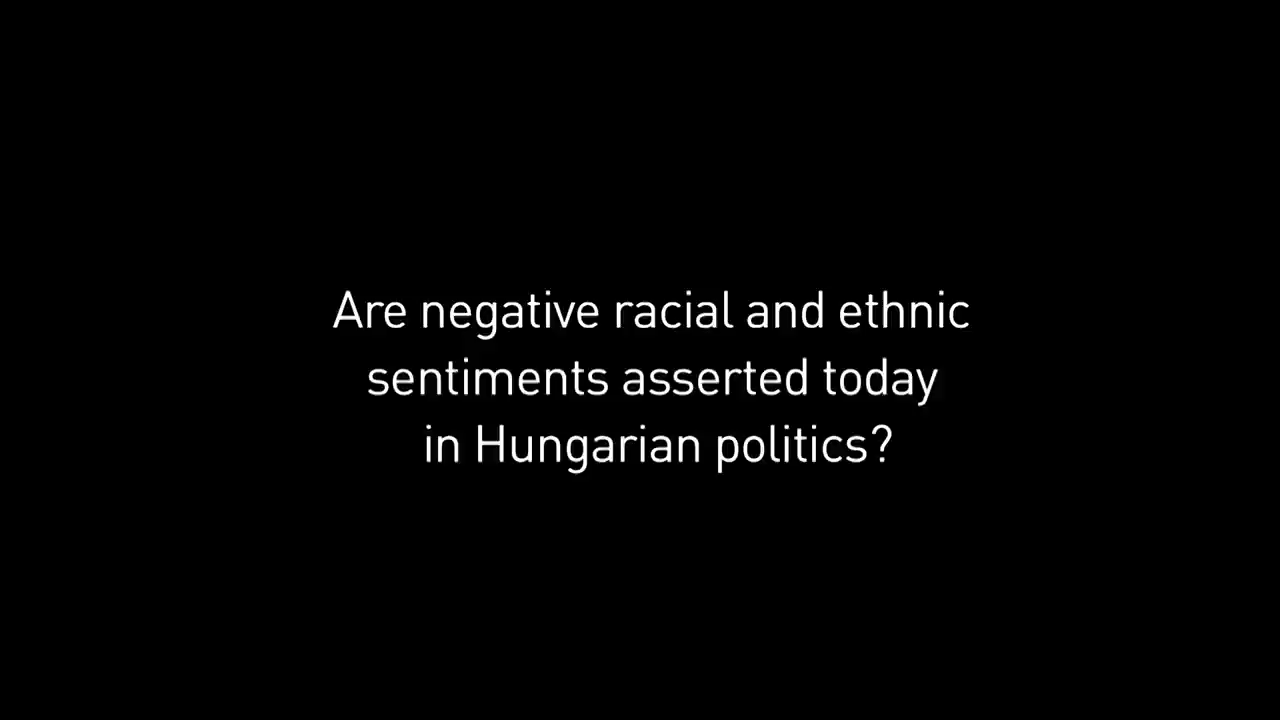 Are negative racial and ethnic
sentiments asserted today
in Hungarian politics?